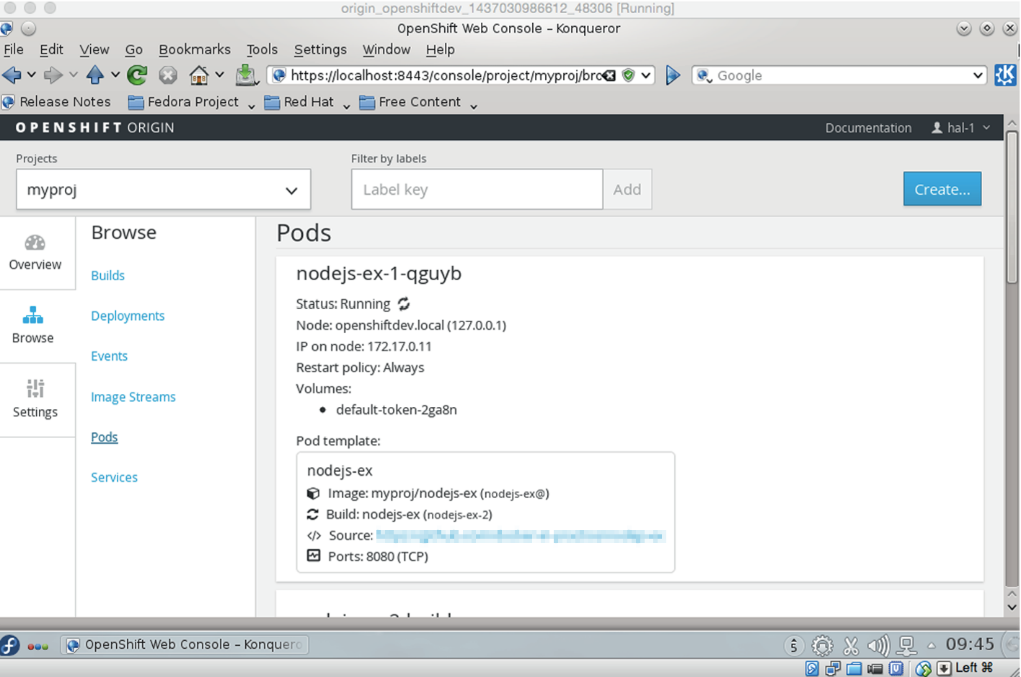 origin_openshiftdev_1437030986612_48306 [Running]
OpenShift Web Console – Konqueror
File Edit View Go Bookmarks Tools Settings Window Help
https://localhost:8443/console/project/myproj/bro
Google
Release Notes Fedora Project Red Hat Free Content
OPENSHIFT ORIGIN Documentation hal-1
Projects Filter by labels
myproj Label key Add Create...
Overview
Browse
Settings
Browse
Builds
Deployments
Events
Image Streams
Pods
Services
Pods
nodejs-ex-1-qguyb
Status: Running
Node: openshiftdev.local (127.0.0.1)
IP on node: 172.17.0.11
Restart policy: Always
Volumes:
• default-token-2ga8n
Pod template:
nodejs-ex
Image: myproj/nodejs-ex (nodejs-ex@)
Build: nodejs-ex (nodejs-ex-2)
</> Source:
Ports: 8080 (TCP)
OpenShift Web Console – Konquero
09:45
Left ⌘